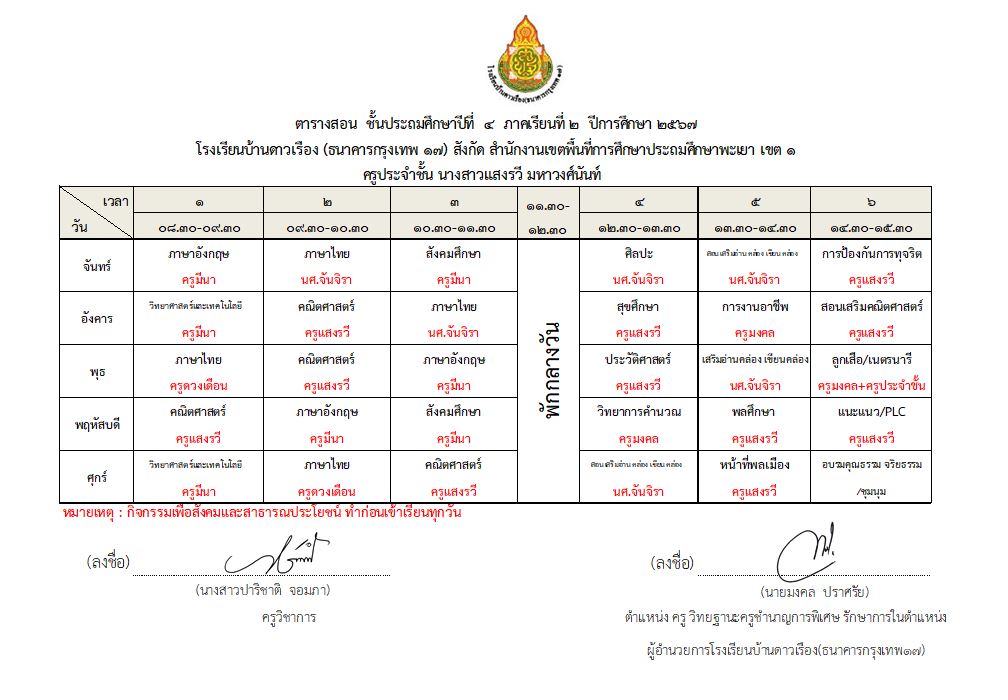 โรงเรียนบ้านดาวเรือง(ธนาคารกรุงเทพ ๑๗)
ตารางสอน ชั้นประถมศึกษาปีที่ ๔ ภาคเรียนที่ ๒ ปีการศึกษา ๒๕๖๗
โรงเรียนบ้านดาวเรือง (ธนาคารกรุงเทพ ๑๗) สังกัด สำนักงานเขตพื้นที่การศึกษาประถมศึกษาพะเยา เขต ๑
ครูประจำชั้น นางสาวแสงรวี มหาวงศ์นันท์
เวลา ๑ ๒ ๓ ๑๑.๓๐- ๔ ๕ ๖
วัน ๐๘.๓๐-๐๙.๓๐ ๐๙.๓๐-๑๐.๓๐ ๑๐.๓๐-๑๑.๓๐ ๑๒.๓๐ ๑๒.๓๐-๑๓.๓๐ ๑๓.๓๐-๑๔.๓๐ ๑๔.๓๐-๑๕.๓๐
จันทร์
ภาษาอังกฤษ ภาษาไทย สังคมศึกษา ศิลปะ สอนเสริมอ่าน คล่อง เขียน คล่อง การป้องกันการทุจริต
ครูมีนา นศ.จันจิรา ครูมีนา ครูแสงรวี นศ.จันจิรา ครูแสงรวี
อังคาร
วิทยาศาสตร์และเทคโนโลยี คณิตศาสตร์ ภาษาไทย สุขศึกษา การงานอาชีพ สอนเสริมคณิตศาสตร์
ครูมีนา ครูแสงรวี นศ.จันจิรา ครูแสงรวี ครูมงคล ครูแสงรวี
พักกลางวัน
พุธ
ภาษาไทย คณิตศาสตร์ ภาษาอังกฤษ ประวัติศาสตร์ เสริมอ่านคล่อง เขียนคล่อง ลูกเสือ/เนตรนารี
ครูดวงเดือน ครูแสงรวี ครูมีนา ครูแสงรวี นศ.จันจิรา ครูมงคล+ครูประจำชั้น
พฤหัสบดี
คณิตศาสตร์ ภาษาอังกฤษ สังคมศึกษา วิทยาการคำนวณ พลศึกษา แนะแนว/PLC
ครูแสงรวี ครูมีนา ครูมีนา ครูมงคล ครูแสงรวี ครูแสงรวี
ศุกร์
วิทยาศาสตร์และเทคโนโลยี ภาษาไทย คณิตศาสตร์ สอนเสริมอ่าน คล่อง เขียน คล่อง หน้าที่พลเมือง อบรมคุณธรรม จริยธรรม
ครูมีนา ครูดวงเดือน ครูแสงรวี นศ.จันจิรา ครูแสงรวี /ชุมนุม
หมายเหตุ : กิจกรรมเพื่อสังคมและสาธารณประโยชน์ ทำก่อนเข้าเรียนทุกวัน
(ลงชื่อ) (ลงชื่อ)
(นางสาวปาริชาติ จอมภา) (นายมงคล ปราศรัย)
ครูวิชาการ ตำแหน่ง ครู วิทยฐานะครูชำนาญการพิเศษ รักษาการในตำแหน่ง
ผู้อำนวยการโรงเรียนบ้านดาวเรือง(ธนาคารกรุงเทพ๑๗)